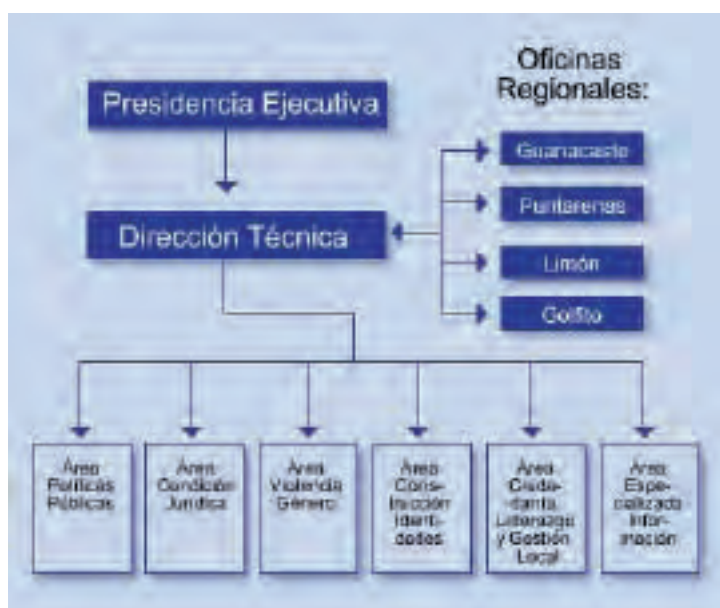 Oficinas
Regionales:
Presidencia Ejecutiva
Guanacaste
Puntarenas
Dirección Técnica
Limón
Golfito
Área
Políticas
Públicas
Área
Condición
Jurídica
Área
Violencia
Género
Área
Cons-
trucción
Identi-
dades
Área
Ciuda-
danía,
Liderazgo
y Gestión
Local
Área
Espe-
cializada
Infor-
mación